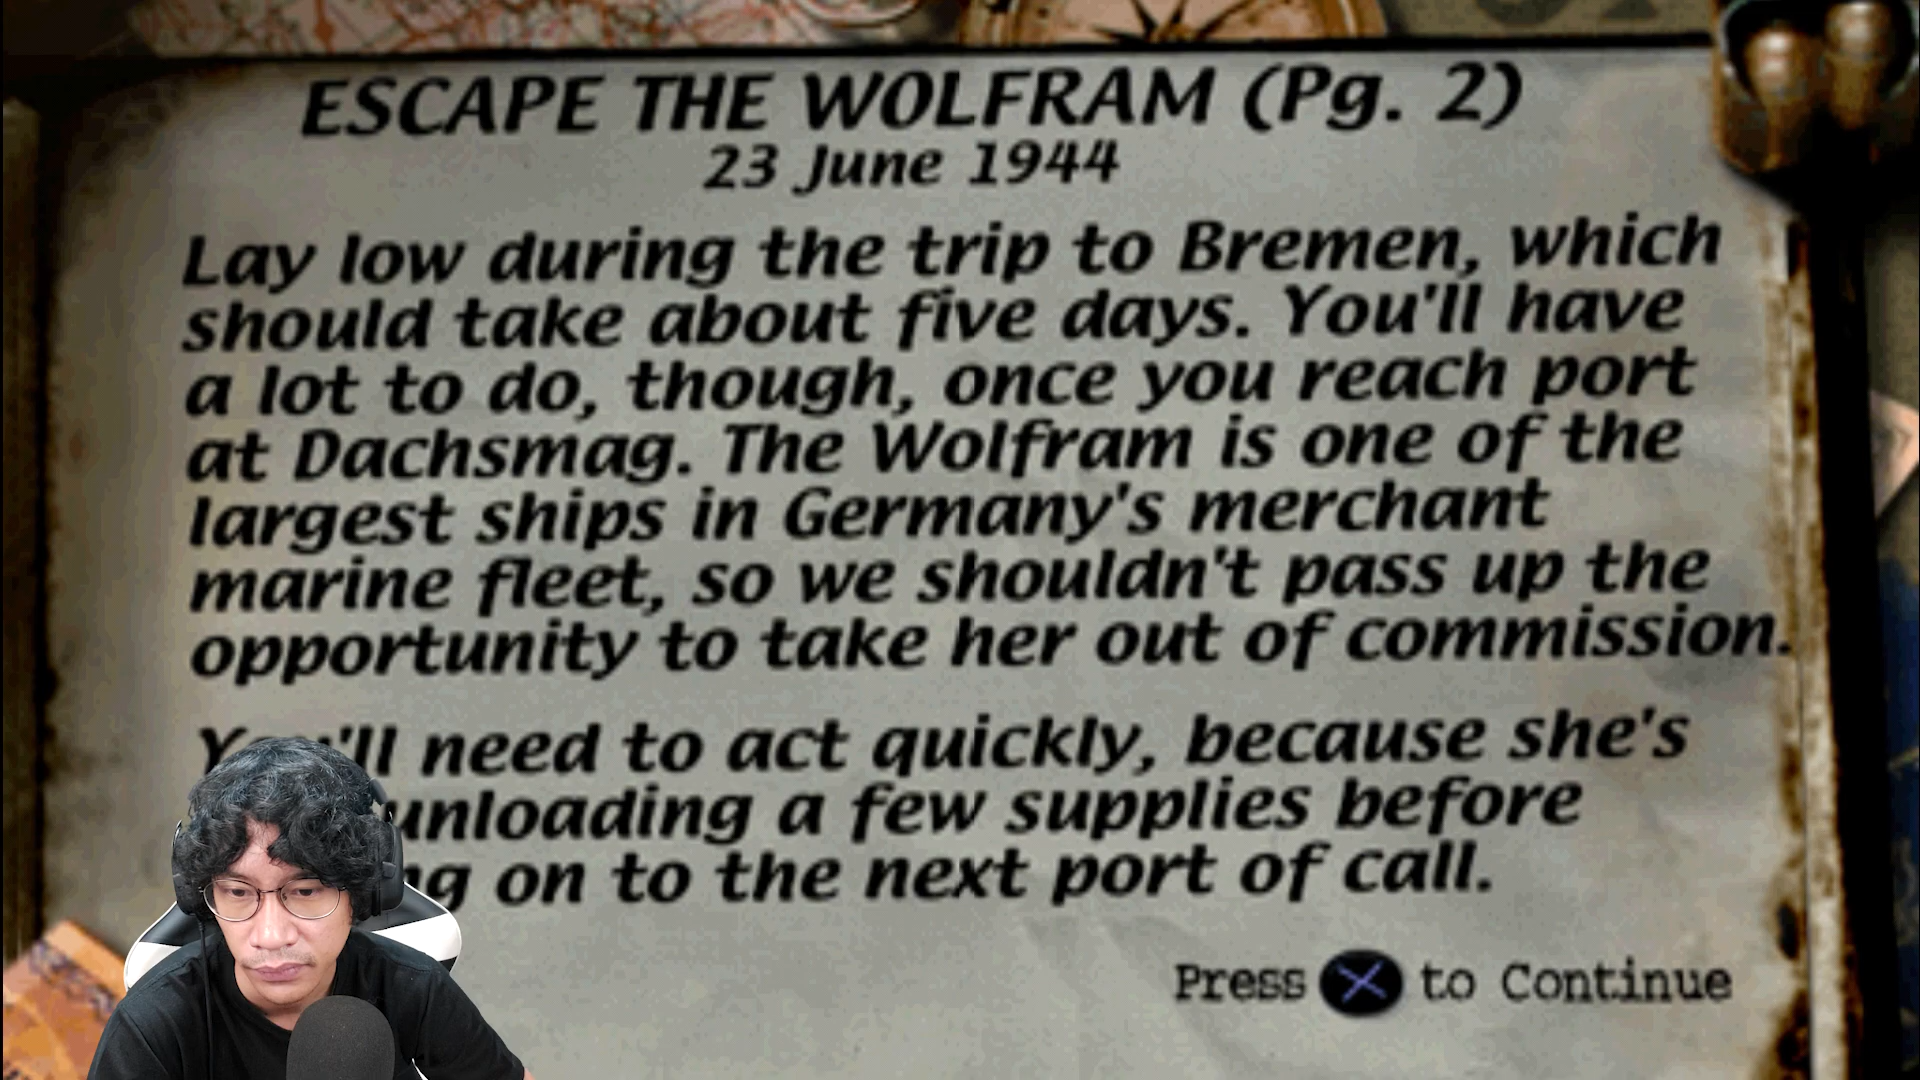 ESCAPE THE WOLFRAM (Pg. 2)
23 June 1944
Lay low during the trip to Bremen, which
should take about five days. You'll have
a lot to do, though, once you reach port
at Dachsmag. The Wolfram is one of the
largest ships in Germany's merchant
marine fleet, so we shouldn't pass up the
opportunity to take her out of commission.
You'll need to act quickly, because she's
unloading a few supplies before
on to the next port of call.
Press X to Continue